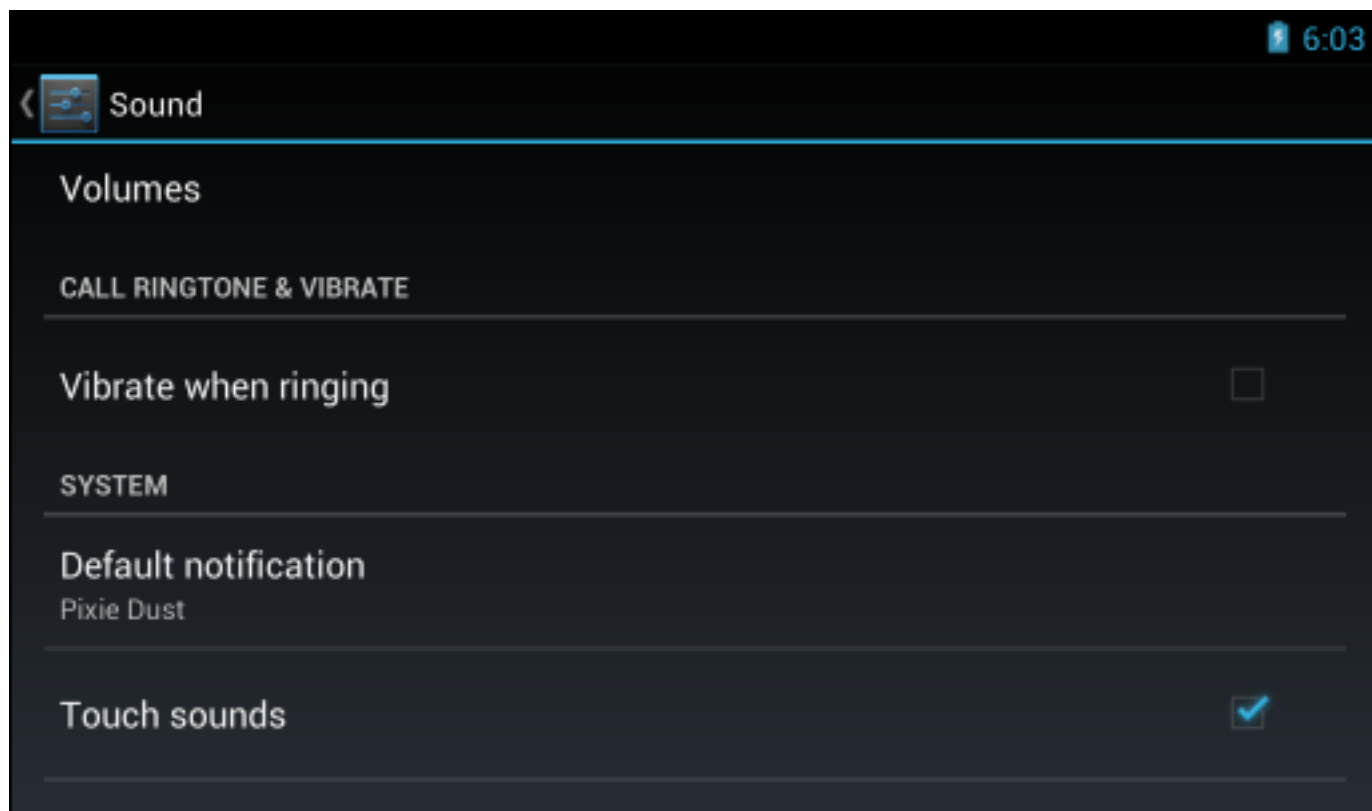 6:03
Sound
Volumes
CALL RINGTONE & VIBRATE
Vibrate when ringing
SYSTEM
Default notification
Pixie Dust
Touch sounds